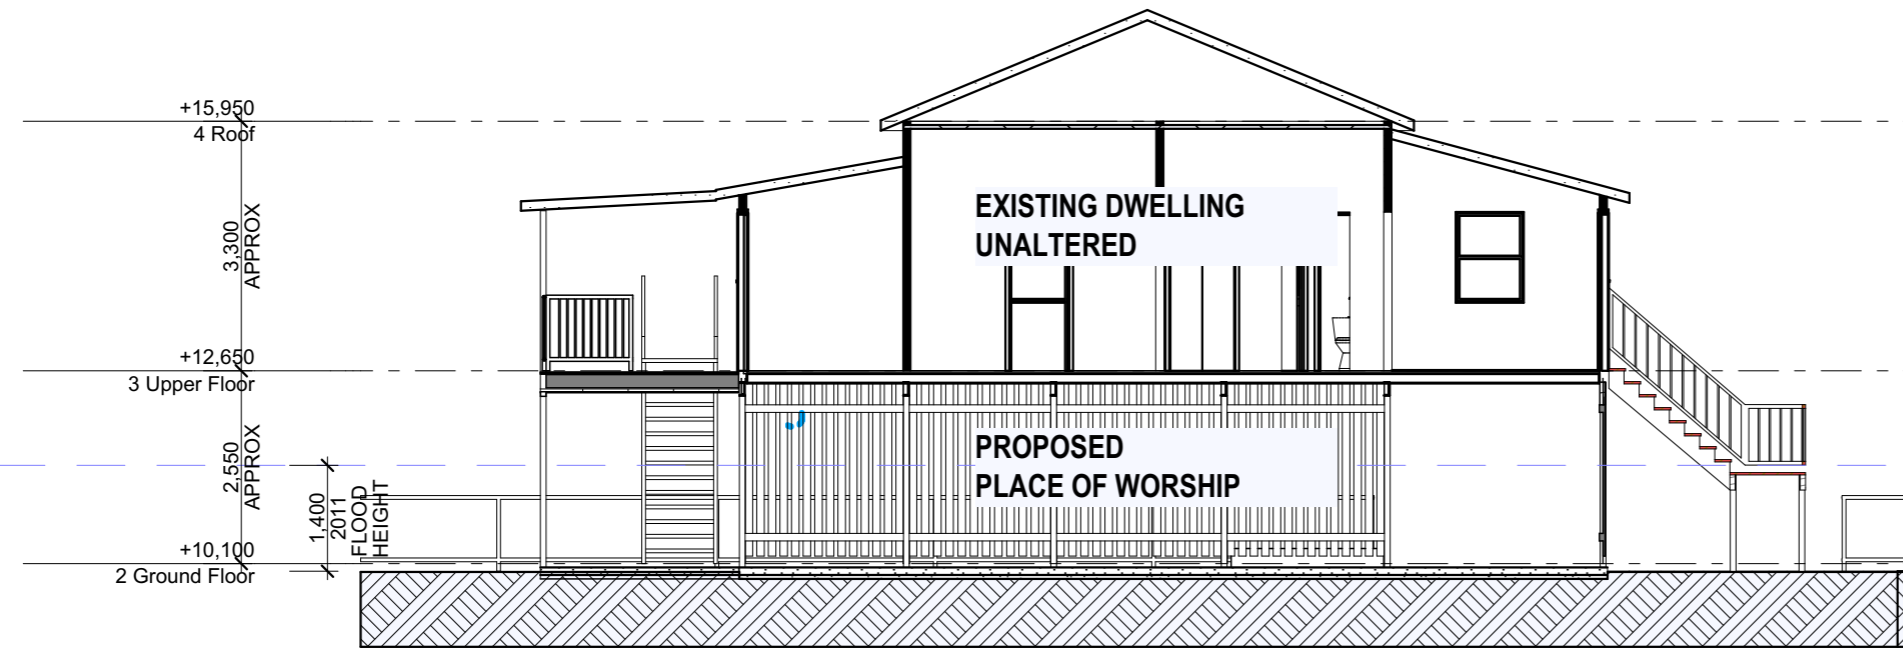 +15,950
4 Roof
3,300
APPROX
EXISTING DWELLING
UNALTERED
+12,650
3 Upper Floor
2,550
APPROX
PROPOSED
PLACE OF WORSHIP
1,400
2011
FLOOD
HEIGHT
+10,100
2 Ground Floor